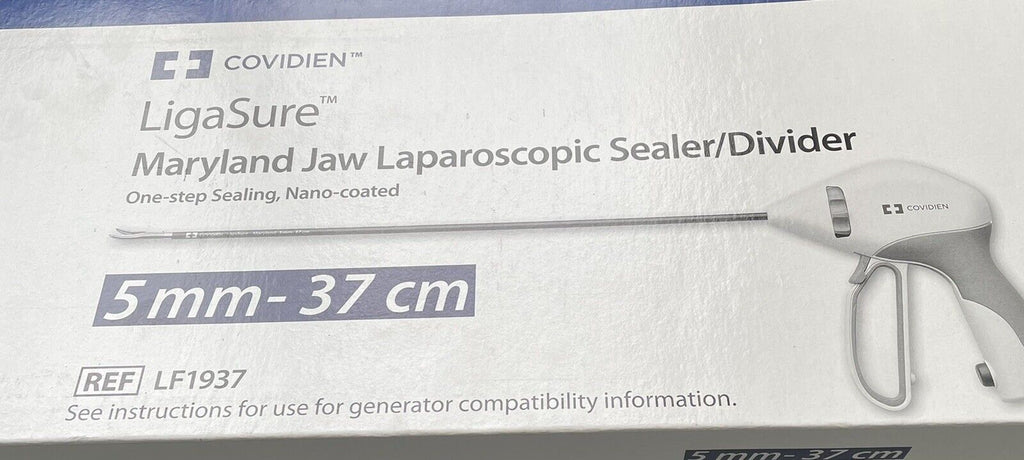 COVIDIEN™
LigaSure™
Maryland Jaw Laparoscopic Sealer/Divider
One-step Sealing, Nano-coated
COVIDIEN
5 mm - 37 cm
REF LF1937
See instructions for use for generator compatibility information.
5 mm - 37 cm